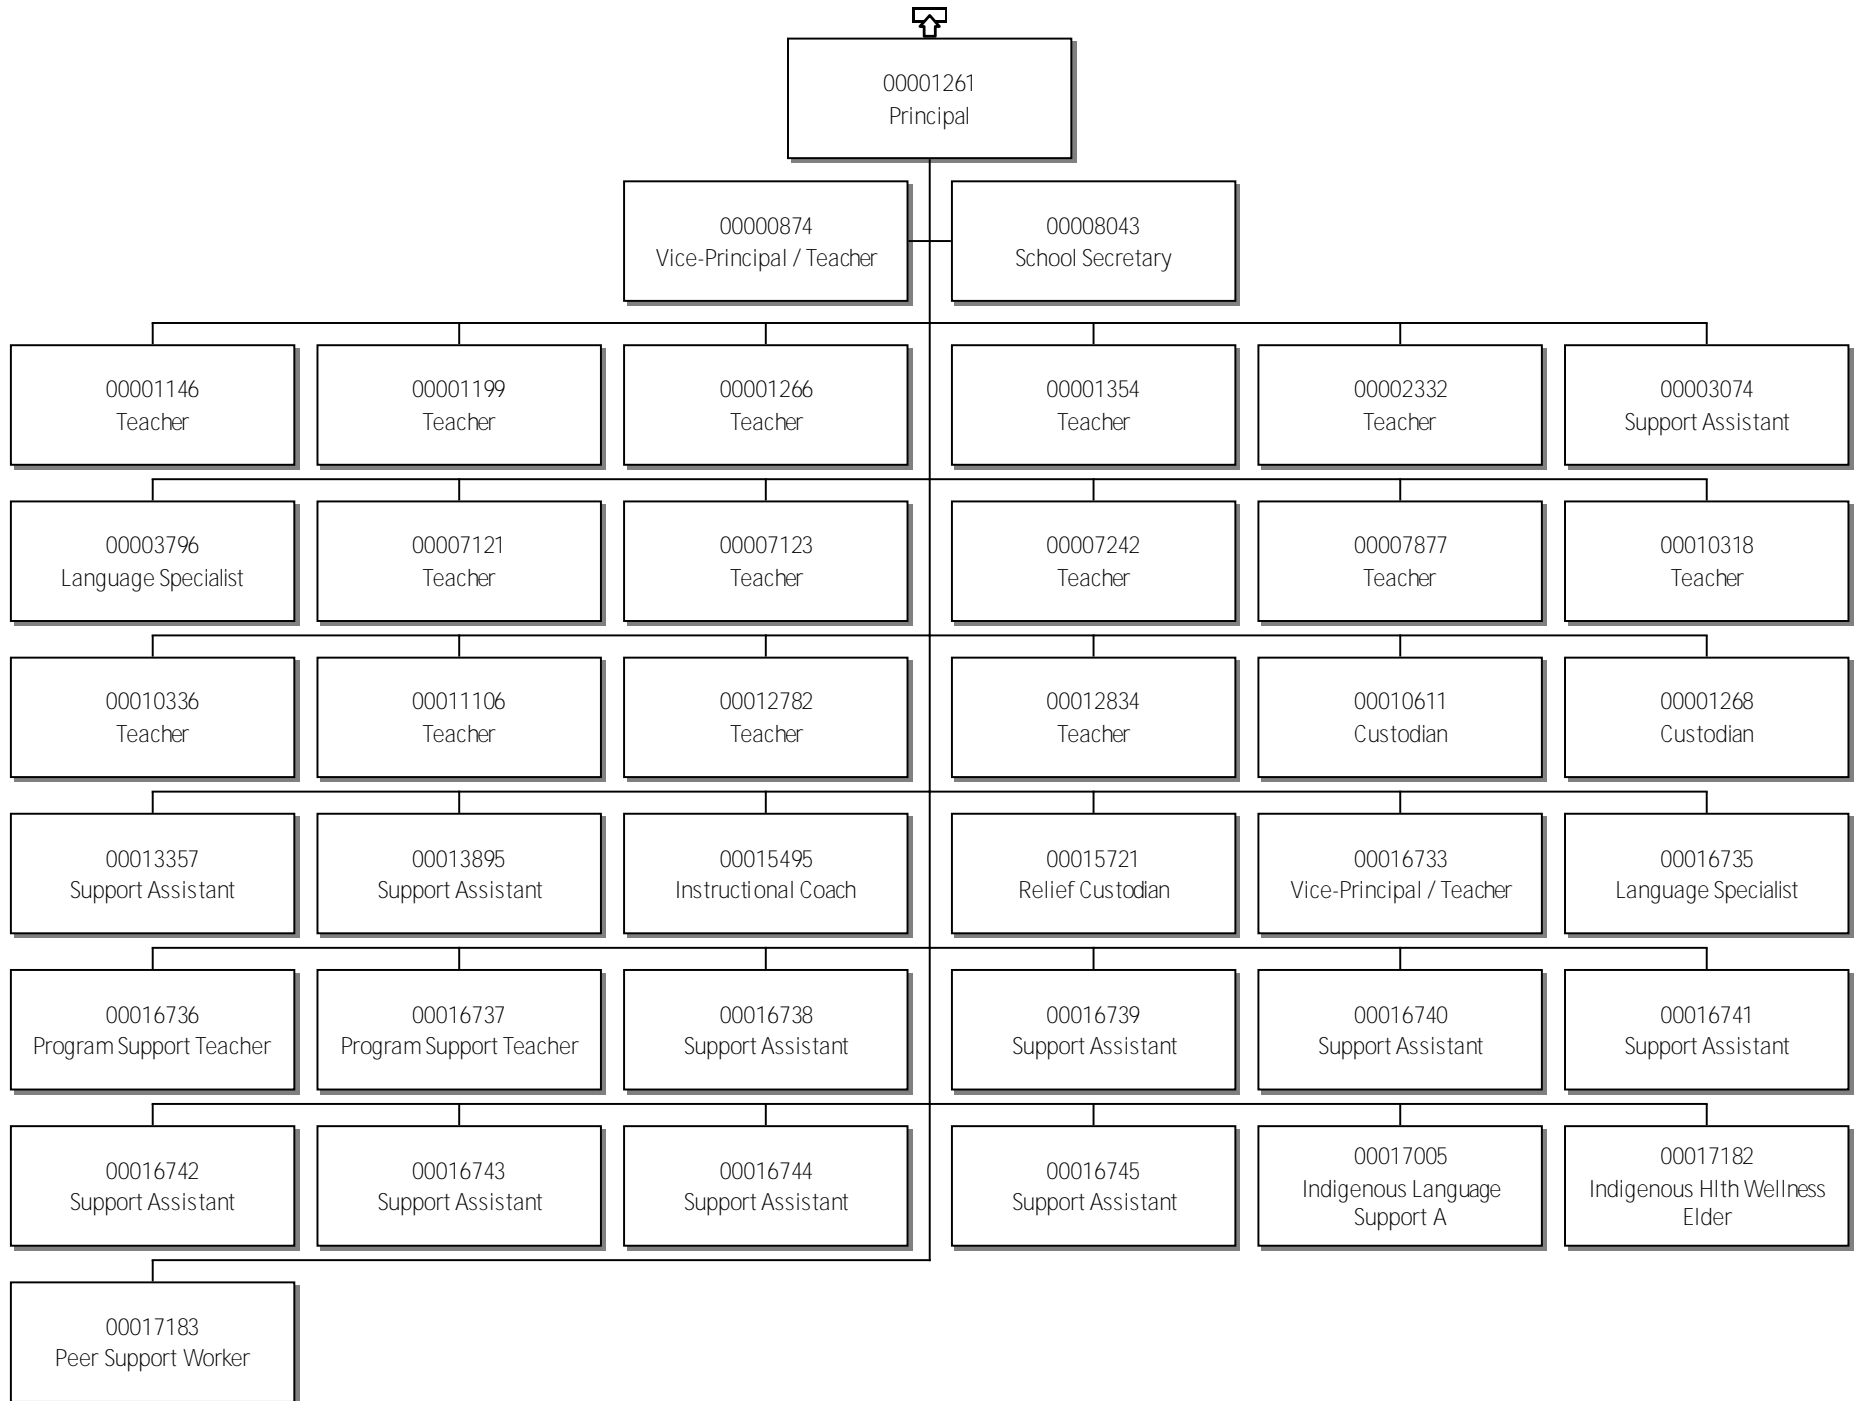 00001261
Principal
00000874
Vice-Principal / Teacher
00008043
School Secretary
00001146
Teacher
00001199
Teacher
00001266
Teacher
00001354
Teacher
00002332
Teacher
00003074
Support Assistant
00003796
Language Specialist
00007121
Teacher
00007123
Teacher
00007242
Teacher
00007877
Teacher
00010318
Teacher
00010336
Teacher
00011106
Teacher
00012782
Teacher
00012834
Teacher
00010611
Custodian
00001268
Custodian
00013357
Support Assistant
00013895
Support Assistant
00015495
Instructional Coach
00015721
Relief Custodian
00016733
Vice-Principal / Teacher
00016735
Language Specialist
00016736
Program Support Teacher
00016737
Program Support Teacher
00016738
Support Assistant
00016739
Support Assistant
00016740
Support Assistant
00016741
Support Assistant
00016742
Support Assistant
00016743
Support Assistant
00016744
Support Assistant
00016745
Support Assistant
00017005
Indigenous Language
Support A
00017182
Indigenous Hlth Wellness
Elder
00017183
Peer Support Worker